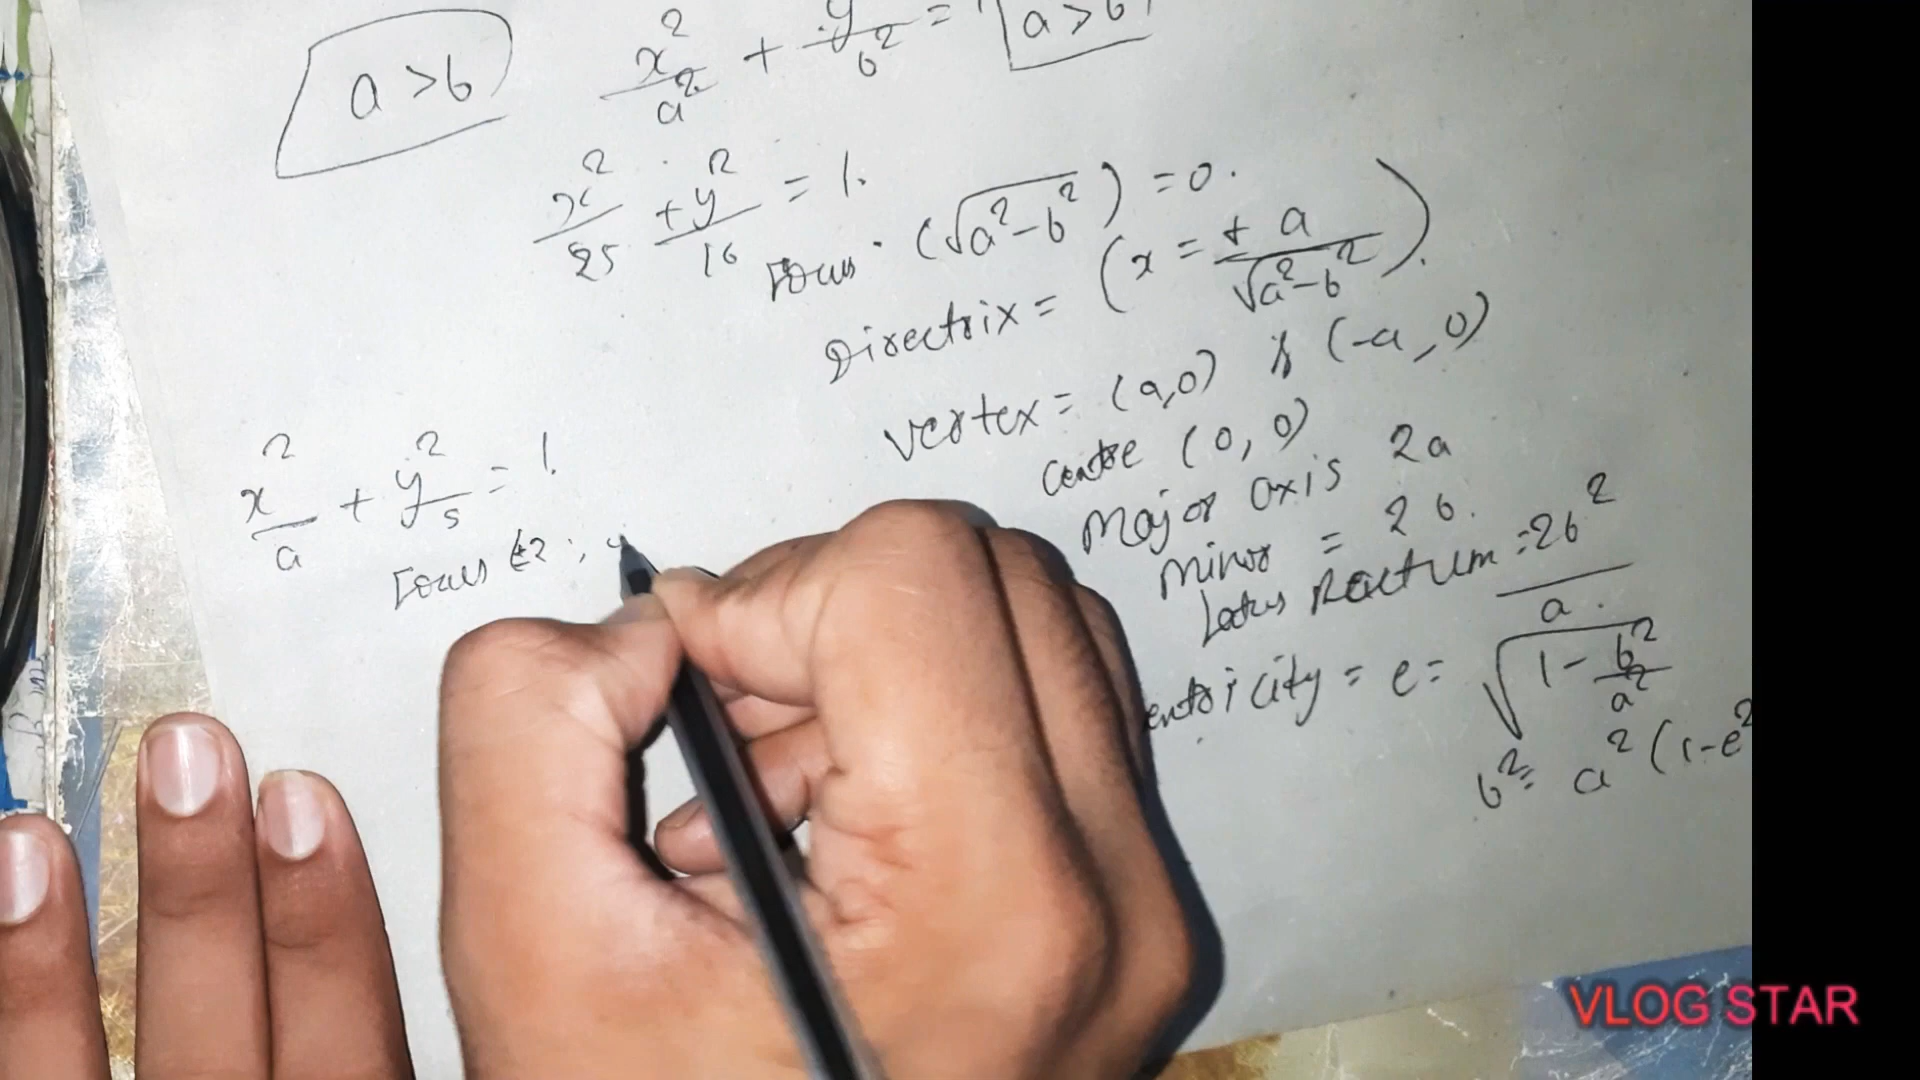 a > b
x²/a² + y/b² = 1 a > b
x²/25 + y²/16 = 1.
Focus · (√a²-b²) = 0.
Directrix = (x = ± a/√a²-b²).
Vertex = (a,0) & (-a,0)
Centre (0,0)
Major axis 2a
Minor = 2b.
Latus Rectum = 2b²/a.
entricity = e = √1 - b²/a²
b² = a² (1-e²
x²/a + y²/5 = 1.
Focus (±2,
VLOG STAR